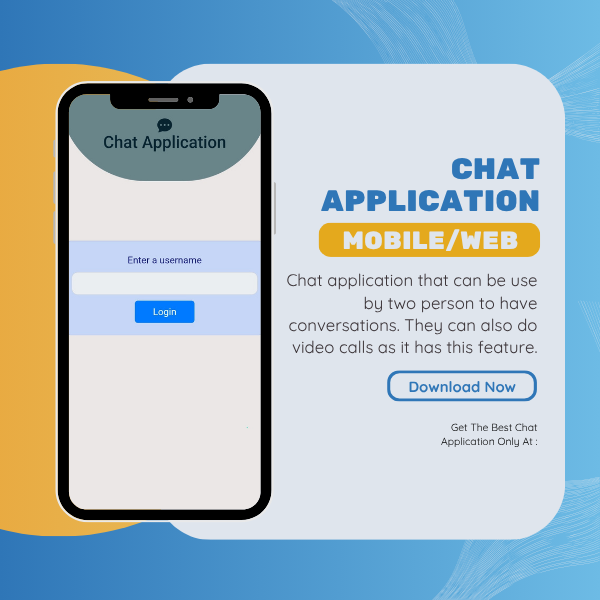 Chat Application
Enter a username
Login
CHAT
APPLICATION
MOBILE/WEB
Chat application that can be use
by two person to have
conversations. They can also do
video calls as it has this feature.
Download Now
Get The Best Chat
Application Only At :